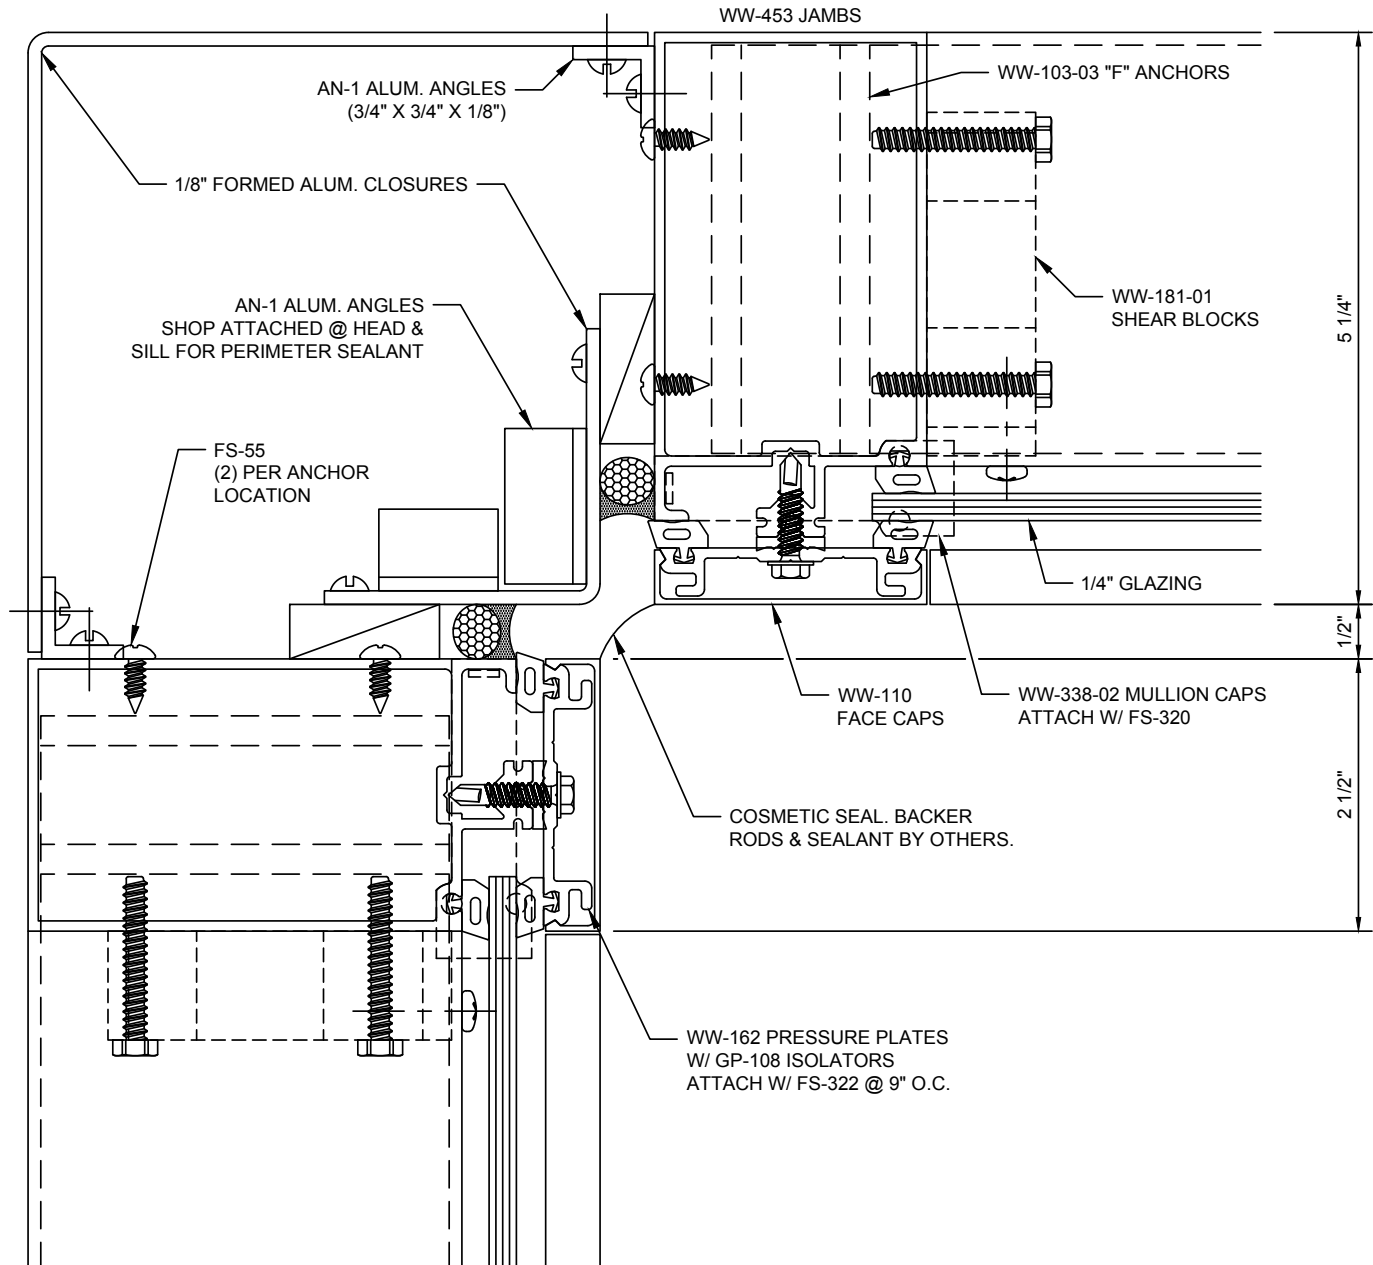 WW-453 JAMBS
AN-1 ALUM. ANGLES
(3/4" X 3/4" X 1/8")
WW-103-03 "F" ANCHORS
1/8" FORMED ALUM. CLOSURES
AN-1 ALUM. ANGLES
SHOP ATTACHED @ HEAD &
SILL FOR PERIMETER SEALANT
WW-181-01
SHEAR BLOCKS
5 1/4"
FS-55
(2) PER ANCHOR
LOCATION
1/4" GLAZING
1/2"
WW-110
FACE CAPS
WW-338-02 MULLION CAPS
ATTACH W/ FS-320
2 1/2"
COSMETIC SEAL. BACKER
RODS & SEALANT BY OTHERS.
WW-162 PRESSURE PLATES
W/ GP-108 ISOLATORS
ATTACH W/ FS-322 @ 9" O.C.